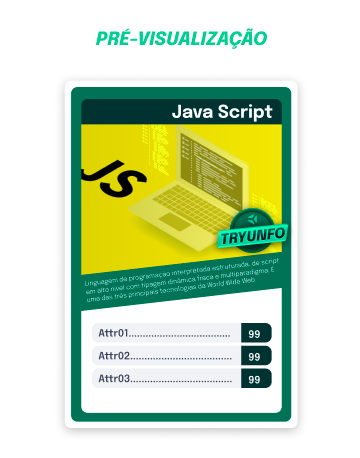 PRÉ-VISUALIZAÇÃO
Java Script
JS
TRYUNFO
Linguagem de programação interpretada estruturada, de script
em alto nível com tipagem dinâmica fraca e multiparadigma. E
uma das três principais tecnologias da World Wide Web
Attr01.................................... 99
Attr02.................................... 99
Attr03.................................... 99